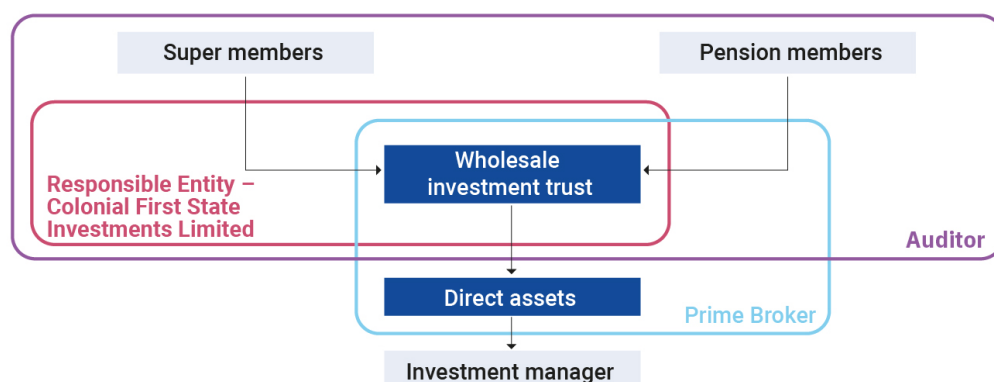 Super members
Pension members
Wholesale
investment trust
Responsible Entity –
Colonial First State
Investments Limited
Auditor
Direct assets
Prime Broker
Investment manager